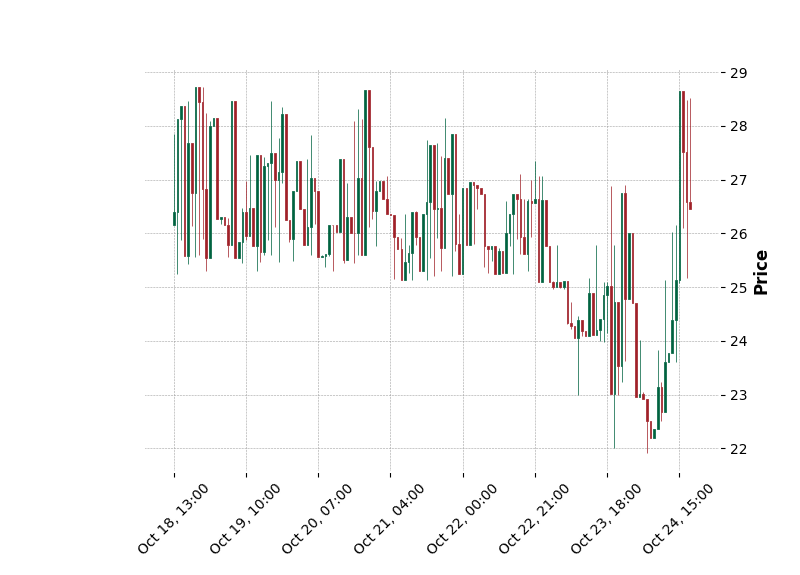 29
28
27
26
25
24
23
22
Price
Oct 18, 13:00
Oct 19, 10:00
Oct 20, 07:00
Oct 21, 04:00
Oct 22, 00:00
Oct 22, 21:00
Oct 23, 18:00
Oct 24, 15:00